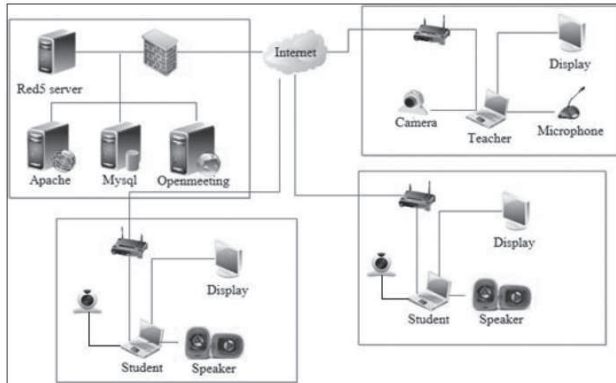 Internet
Red5 server
Display
Camera
Teacher
Microphone
Apache
Mysql
Openmeeting
Display
Student
Speaker
Display
Student
Speaker